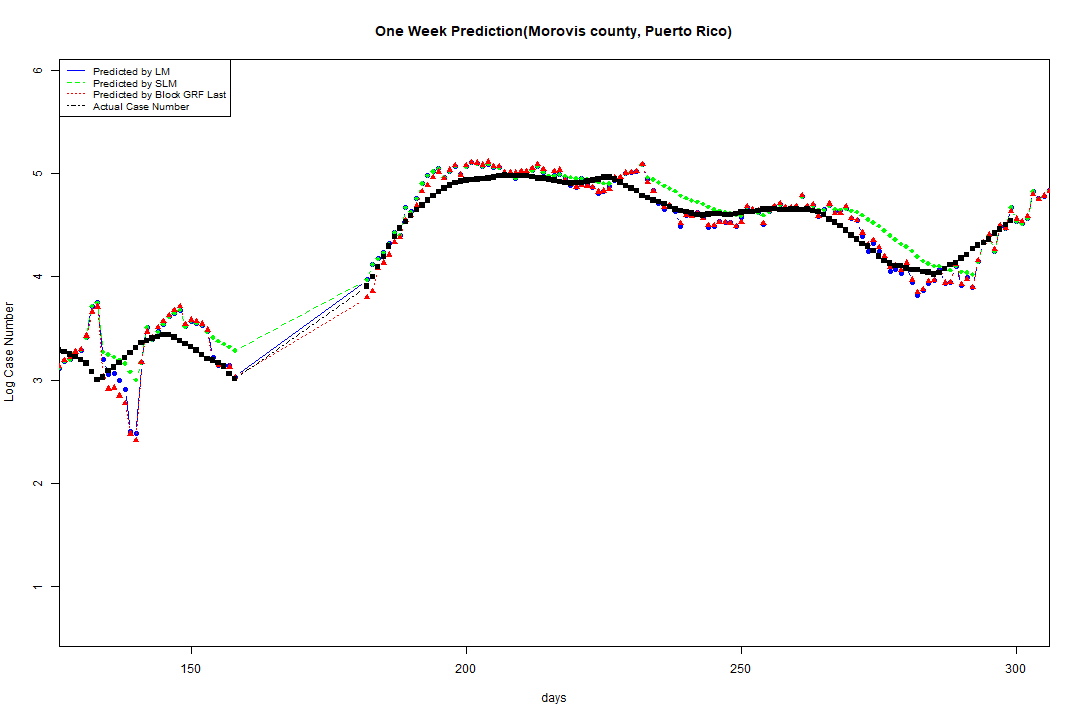 One Week Prediction(Morovis county, Puerto Rico)
Predicted by LM
Predicted by SLM
Predicted by Block GRF Last
Actual Case Number
Log Case Number
6
5
4
3
2
1
150
200
250
300
days